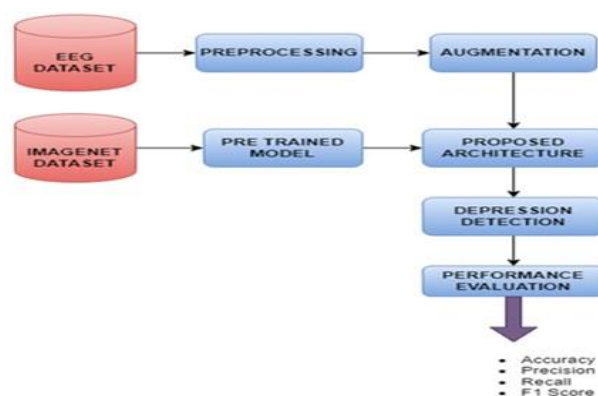 EEG
DATASET
PREPROCESSING
AUGMENTATION
IMAGENET
DATASET
PRE TRAINED
MODEL
PROPOSED
ARCHITECTURE
DEPRESSION
DETECTION
PERFORMANCE
EVALUATION
• Accuracy
• Precision
• Recall
• F1 Score